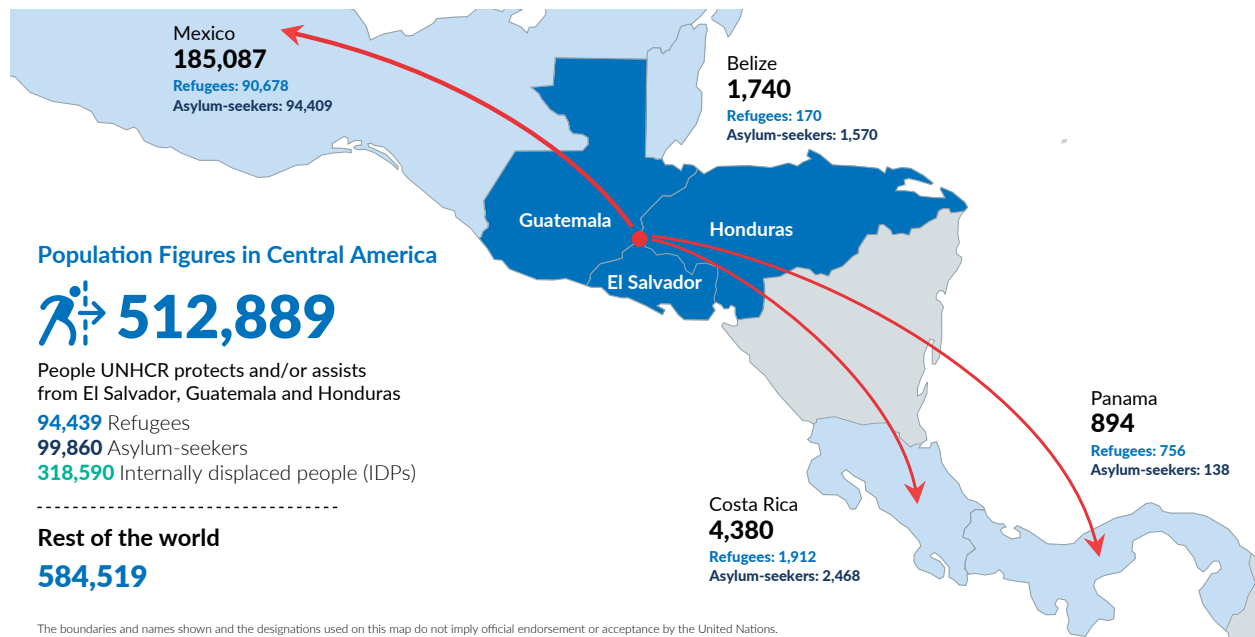 Mexico
185,087
Refugees: 90,678
Asylum-seekers: 94,409
Belize
1,740
Refugees: 170
Asylum-seekers: 1,570
Guatemala
Honduras
El Salvador
Population Figures in Central America
512,889
People UNHCR protects and/or assists
from El Salvador, Guatemala and Honduras
94,439 Refugees
99,860 Asylum-seekers
318,590 Internally displaced people (IDPs)
Rest of the world
584,519
Panama
894
Refugees: 756
Asylum-seekers: 138
Costa Rica
4,380
Refugees: 1,912
Asylum-seekers: 2,468
The boundaries and names shown and the designations used on this map do not imply official endorsement or acceptance by the United Nations.